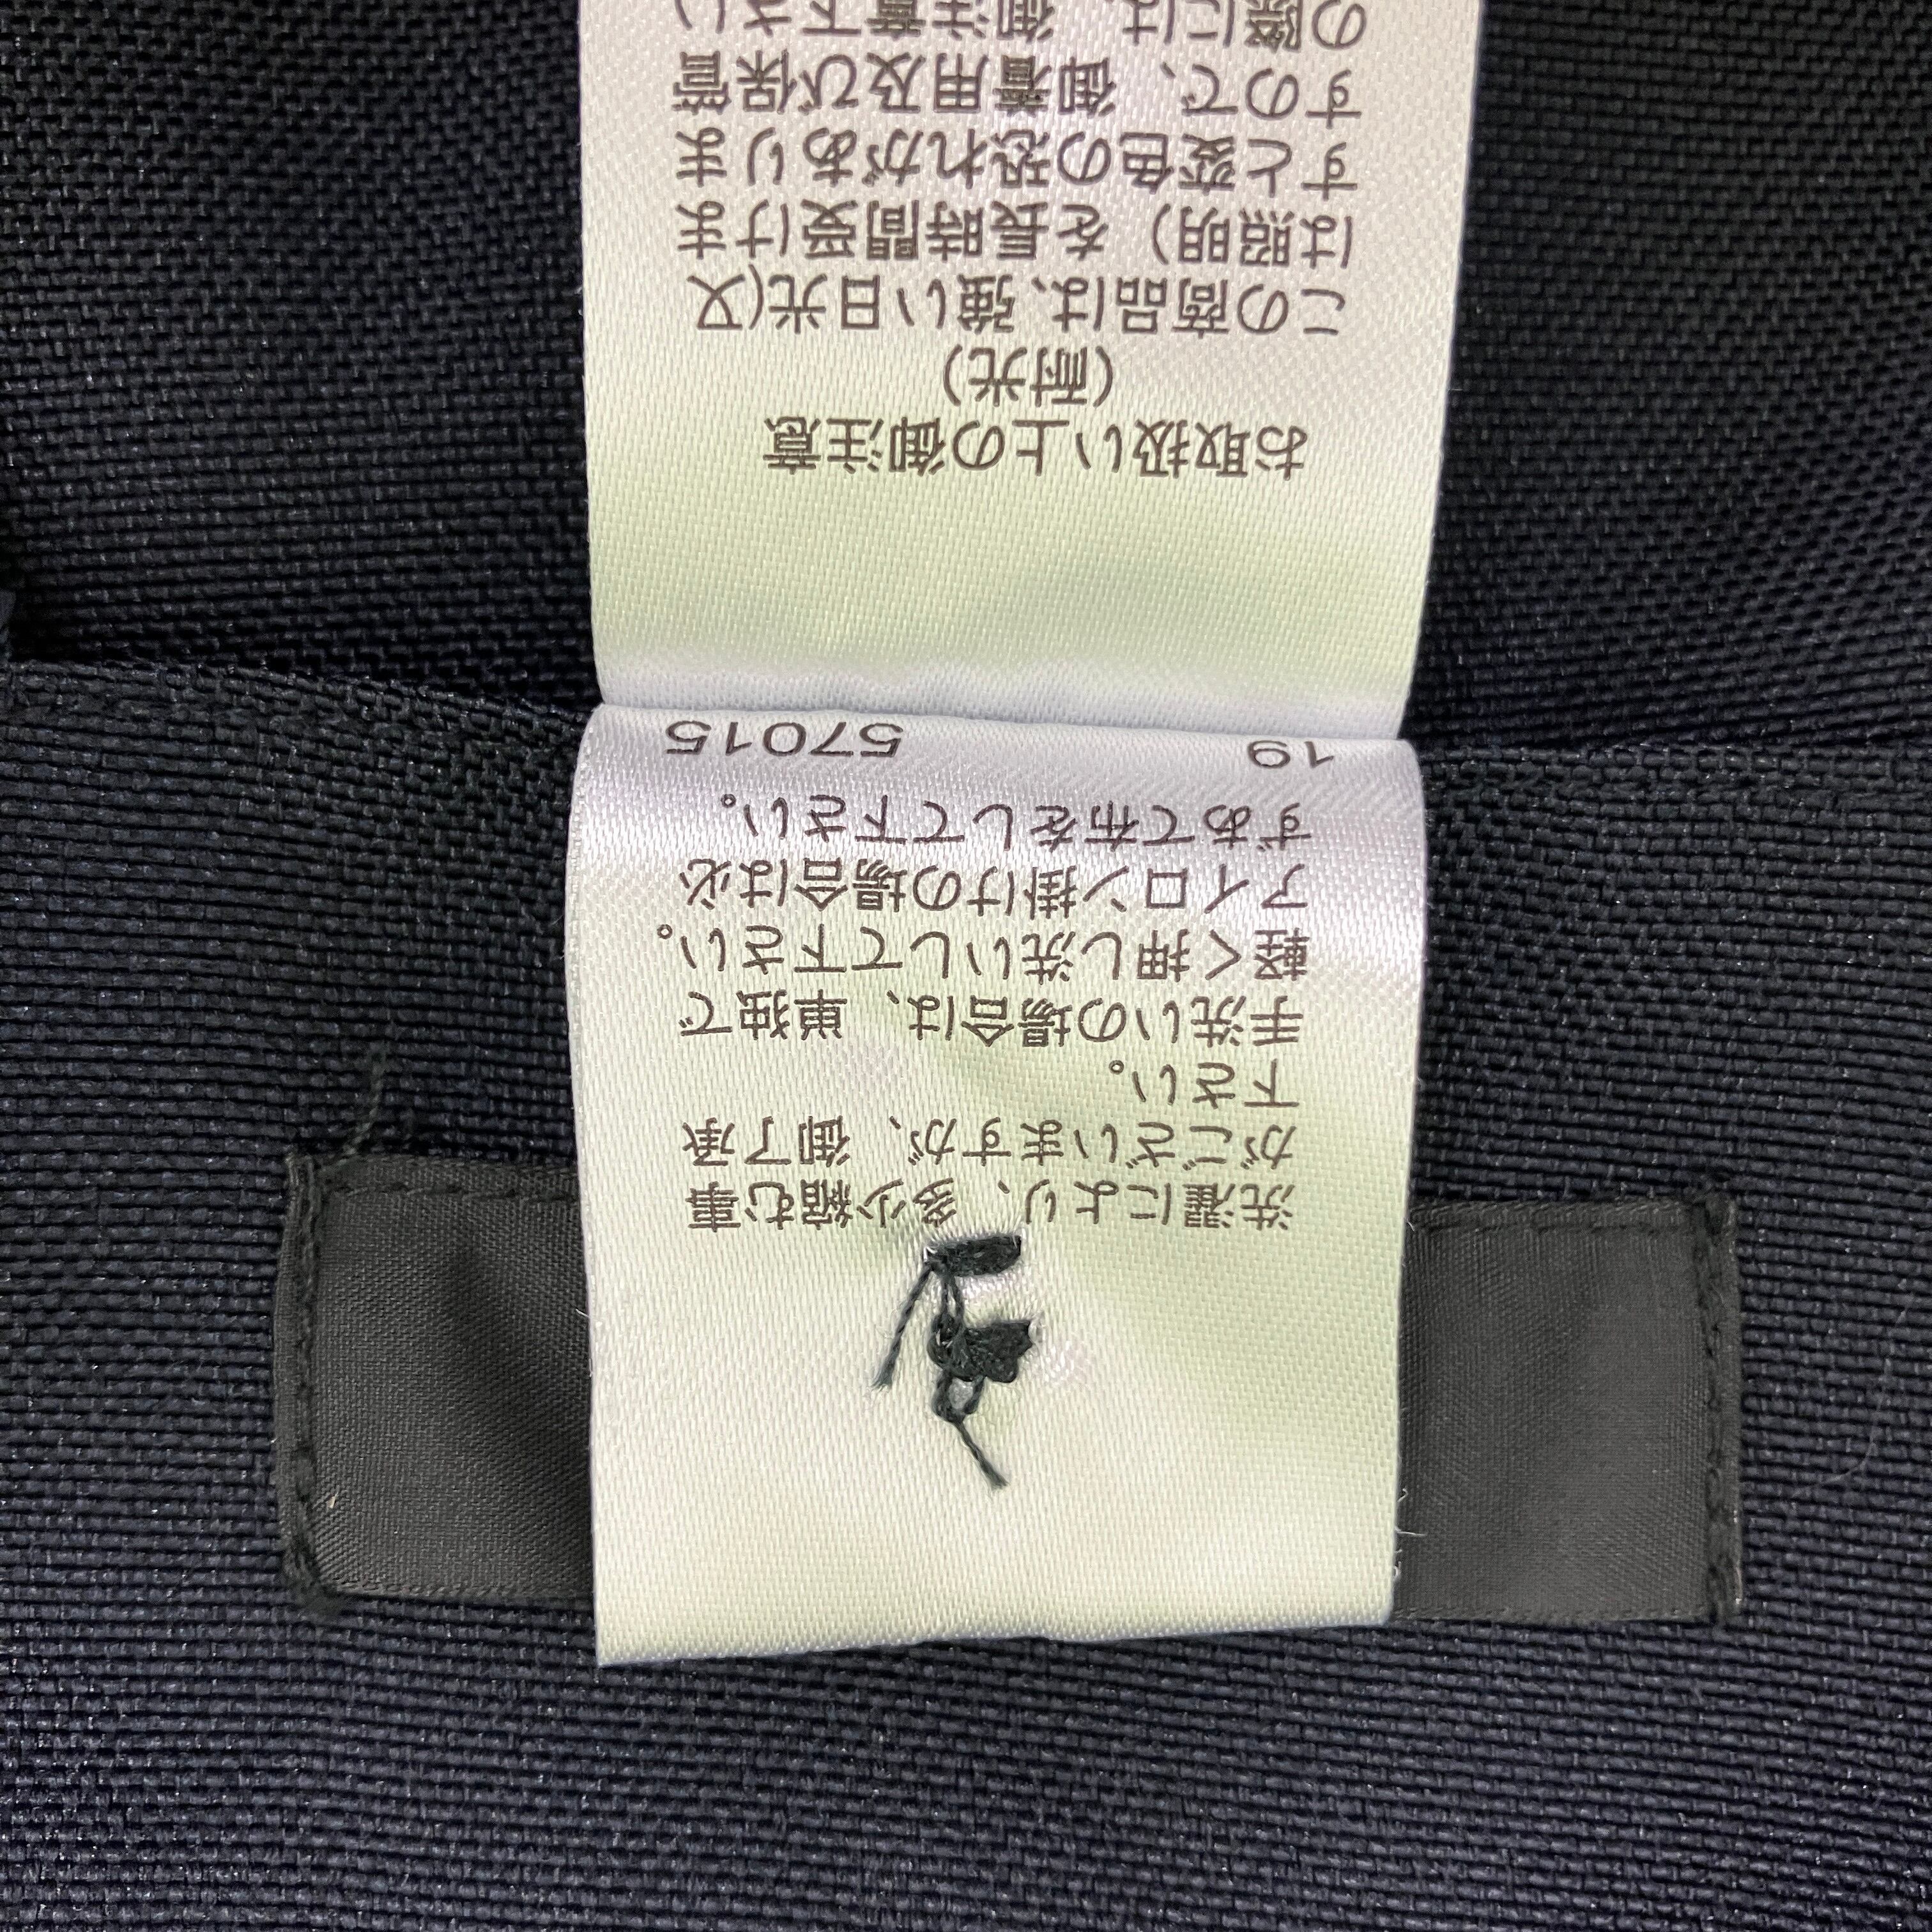 洗濯により、多少縮む事
がございますが、御了承
下さい。
手洗いの場合は、単独で
軽く押し洗いして下さい。
アイロン掛けの場合は必
ずあて布をして下さい。
19 57015
お取扱い上の御注意
(耐光)
この商品は、強い日光(又
は照明) を長時間受けま
すと変色の恐れがありま
すので、御着用及び保管
の際には、御注意下さい